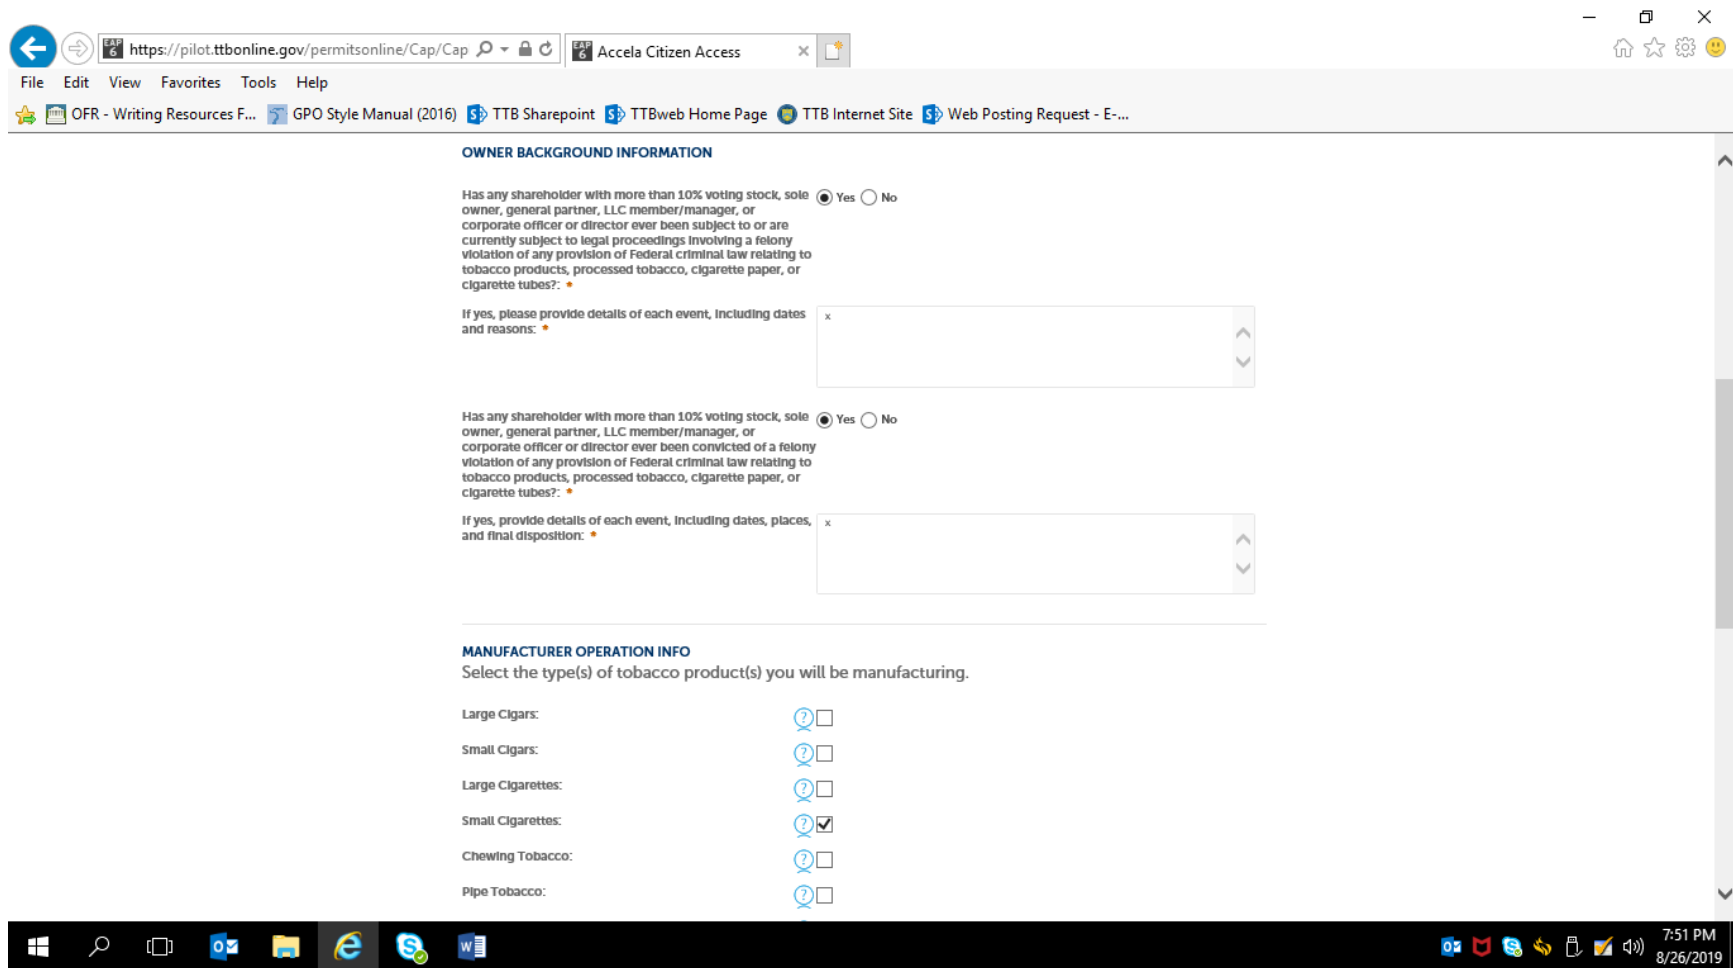 https://pilot.ttbonline.gov/permitsonline/Cap/Cap
EAP 6 Accela Citizen Access
File Edit View Favorites Tools Help
OFR - Writing Resources F... GPO Style Manual (2016) TTB Sharepoint TTBweb Home Page TTB Internet Site Web Posting Request - E-...
OWNER BACKGROUND INFORMATION
Has any shareholder with more than 10% voting stock, sole Yes No
owner, general partner, LLC member/manager, or
corporate officer or director ever been subject to or are
currently subject to legal proceedings involving a felony
violation of any provision of Federal criminal law relating to
tobacco products, processed tobacco, cigarette paper, or
cigarette tubes?: *
If yes, please provide details of each event, including dates x
and reasons: *
Has any shareholder with more than 10% voting stock, sole Yes No
owner, general partner, LLC member/manager, or
corporate officer or director ever been convicted of a felony
violation of any provision of Federal criminal law relating to
tobacco products, processed tobacco, cigarette paper, or
cigarette tubes?: *
If yes, provide details of each event, including dates, places, x
and final disposition: *
MANUFACTURER OPERATION INFO
Select the type(s) of tobacco product(s) you will be manufacturing.
Large Cigars: ?
Small Cigars: ?
Large Cigarettes: ?
Small Cigarettes: ?
Chewing Tobacco: ?
Pipe Tobacco: ?
7:51 PM
8/26/2019